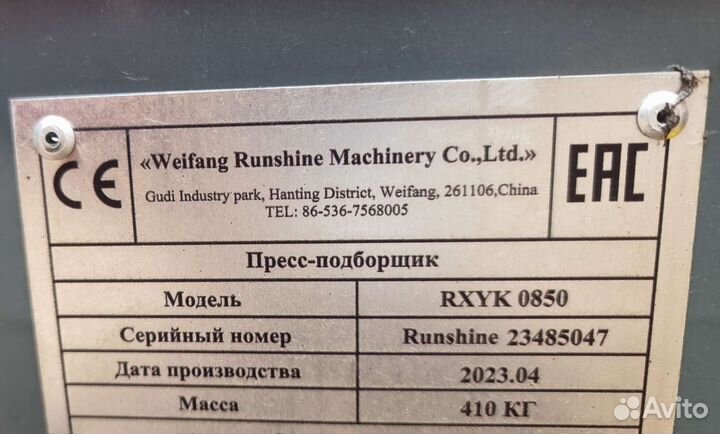 CE
«Weifang Runshine Machinery Co.,Ltd.»
Gudi Industry park, Hanting District, Weifang, 261106,China
TEL: 86-536-7568005
EAC
Пресс-подборщик
Модель RXYK 0850
Серийный номер Runshine 23485047
Дата производства 2023.04
Масса 410 КГ
Avito